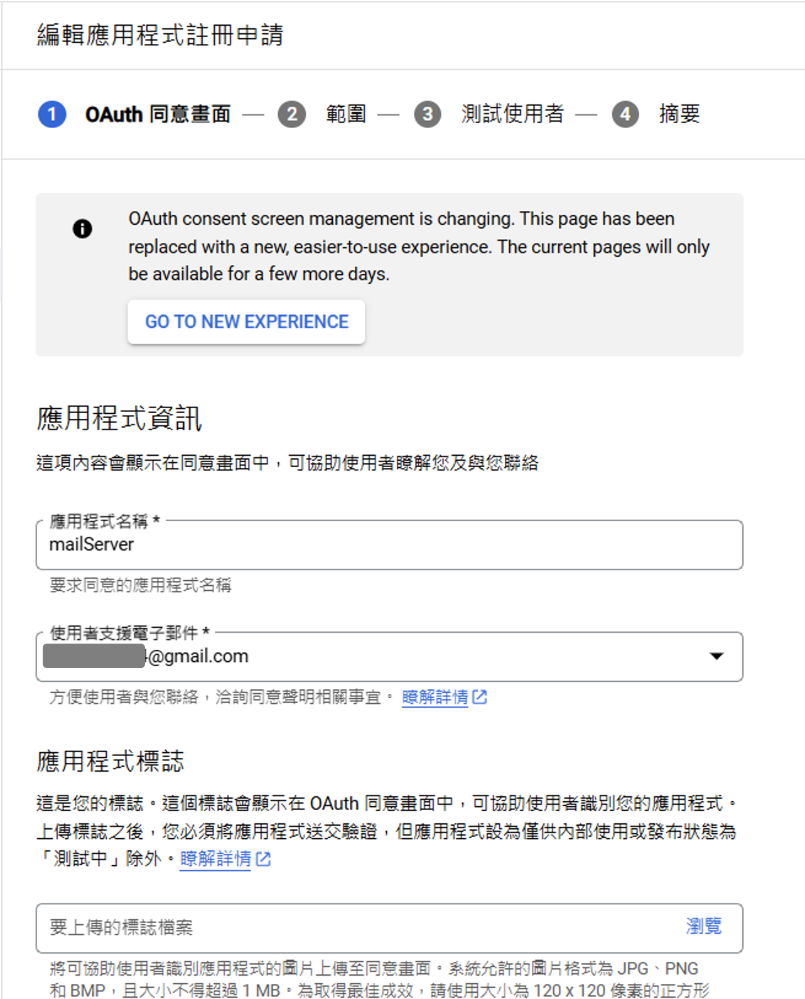 編輯應用程式註冊申請
1 OAuth 同意畫面 — 2 範圍 — 3 測試使用者 — 4 摘要
OAuth consent screen management is changing. This page has been
replaced with a new, easier-to-use experience. The current pages will only
be available for a few more days.
GO TO NEW EXPERIENCE
應用程式資訊
這項內容會顯示在同意畫面中，可協助使用者瞭解您及與您聯絡
應用程式名稱 *
mailServer
要求同意的應用程式名稱
使用者支援電子郵件 *
@gmail.com
方便使用者與您聯絡，洽詢同意聲明相關事宜。 瞭解詳情
應用程式標誌
這是您的標誌。這個標誌會顯示在 OAuth 同意畫面中，可協助使用者識別您的應用程式。
上傳標誌之後，您必須將應用程式送交驗證，但應用程式設為僅供內部使用或發布狀態為
「測試中」除外。瞭解詳情
要上傳的標誌檔案 瀏覽
將可協助使用者識別應用程式的圖片上傳至同意畫面。系統允許的圖片格式為 JPG、PNG
和 BMP，且大小不得超過 1 MB。為取得最佳成效，請使用大小為 120 x 120 像素的正方形